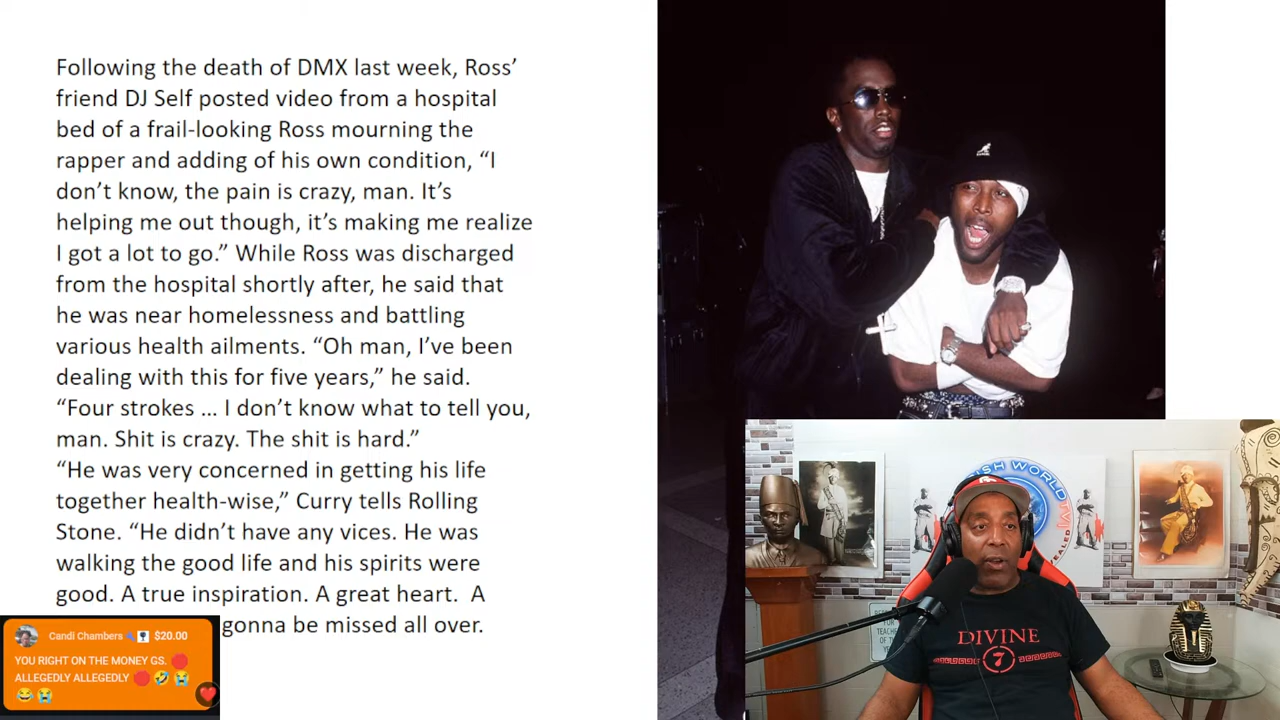 Following the death of DMX last week, Ross’
friend DJ Self posted video from a hospital
bed of a frail-looking Ross mourning the
rapper and adding of his own condition, “I
don’t know, the pain is crazy, man. It’s
helping me out though, it’s making me realize
I got a lot to go.” While Ross was discharged
from the hospital shortly after, he said that
he was near homelessness and battling
various health ailments. “Oh man, I’ve been
dealing with this for five years,” he said.
“Four strokes … I don’t know what to tell you,
man. Shit is crazy. The shit is hard.”
“He was very concerned in getting his life
together health-wise,” Curry tells Rolling
Stone. “He didn’t have any vices. He was
walking the good life and his spirits were
good. A true inspiration. A great heart.  A
gonna be missed all over.
Candi Chambers $20.00
YOU RIGHT ON THE MONEY GS. 🔴
ALLEGEDLY ALLEGEDLY 🔴 🤣 😭
😂 😭
KANGOL
ISH WORLD
DIVINE
7